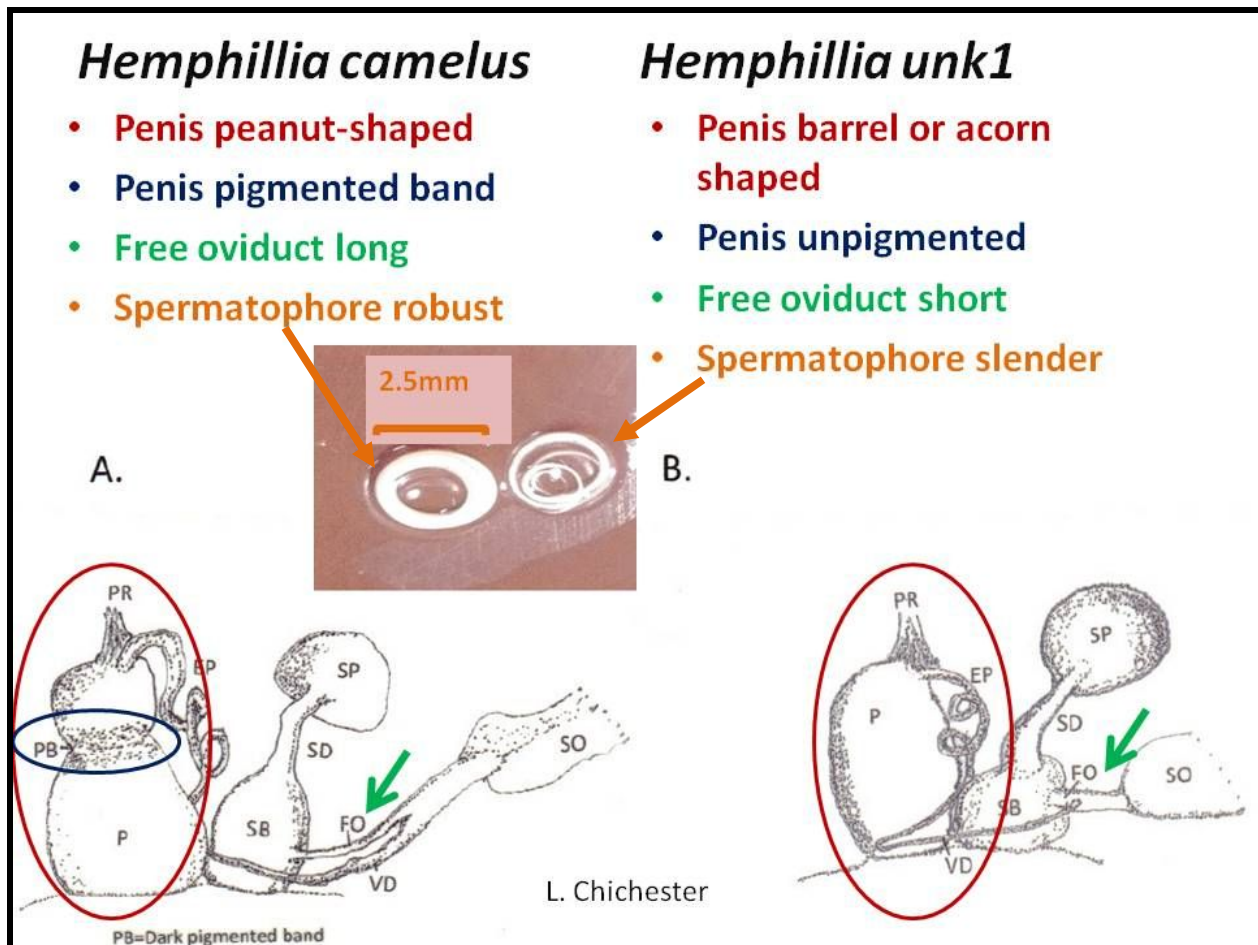 Hemphillia camelus
• Penis peanut-shaped
• Penis pigmented band
• Free oviduct long
• Spermatophore robust
Hemphillia unk1
• Penis barrel or acorn
shaped
• Penis unpigmented
• Free oviduct short
• Spermatophore slender
2.5mm
A.
B.
PR
EP
PB
P
SP
SD
SB
FO
VD
SO
PR
EP
P
SP
SD
SB
FO
SO
VD
L. Chichester
PB=Dark pigmented band